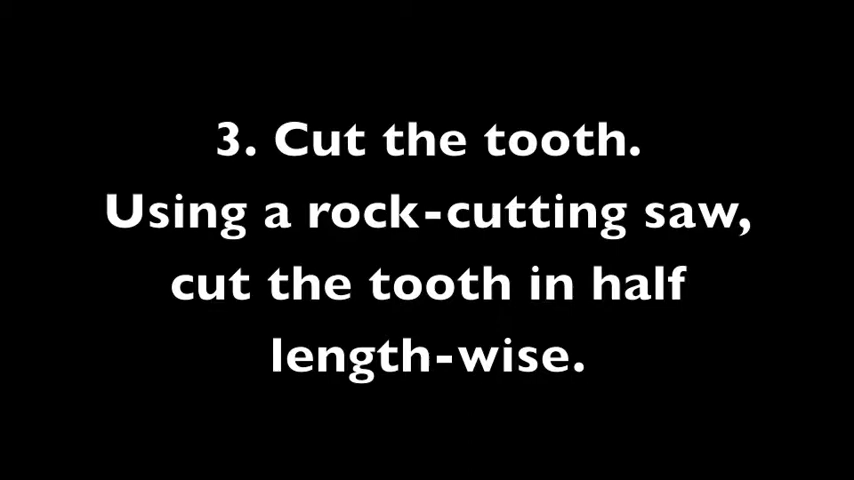 3. Cut the tooth.
Using a rock-cutting saw,
cut the tooth in half
length-wise.